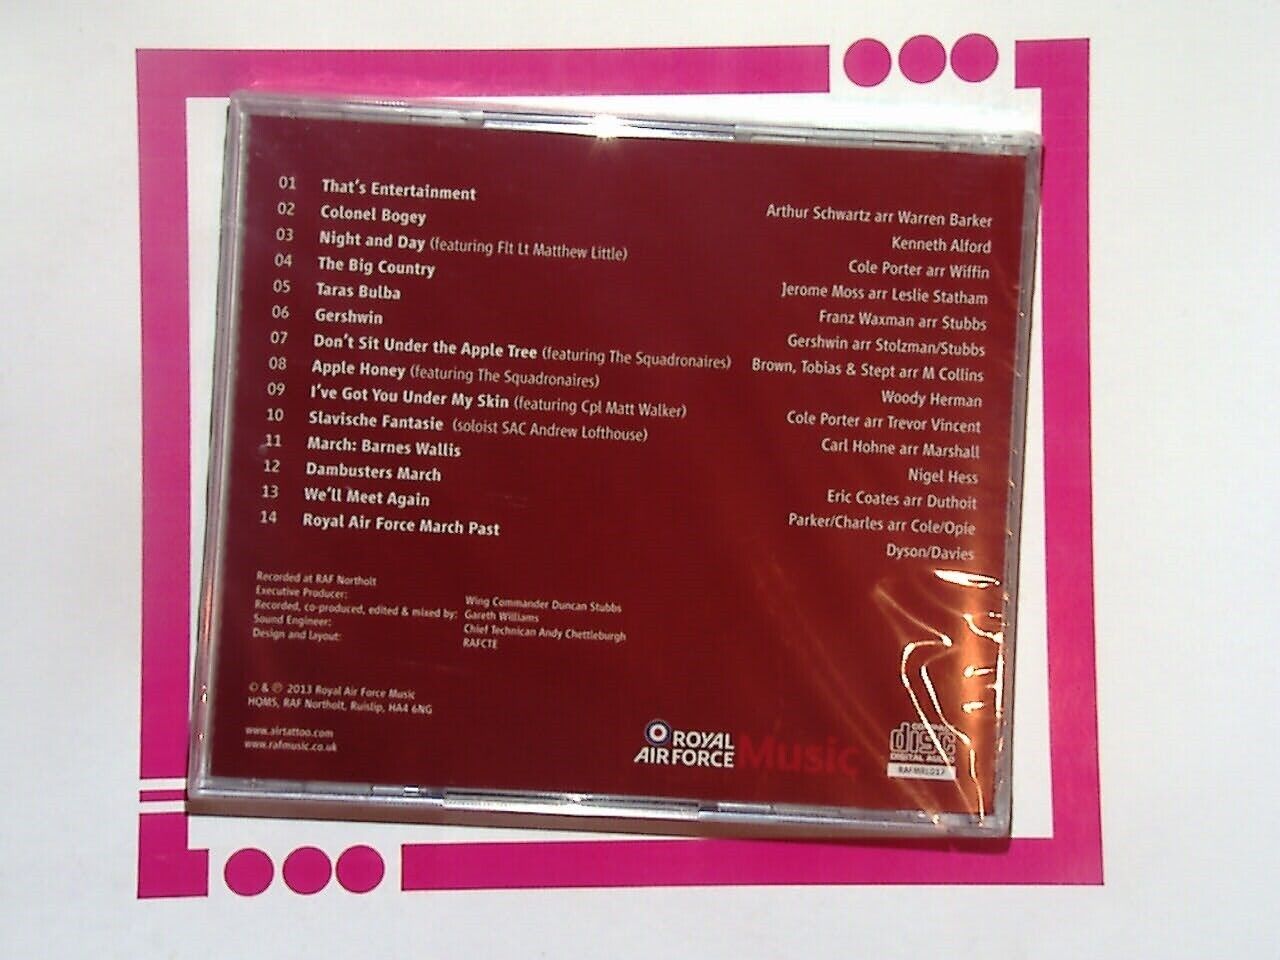 01 That's Entertainment Arthur Schwartz arr Warren Barker
02 Colonel Bogey Kenneth Alford
03 Night and Day (featuring Flt Lt Matthew Little) Cole Porter arr Wiffin
04 The Big Country Jerome Moss arr Leslie Statham
05 Taras Bulba Franz Waxman arr Stubbs
06 Gershwin Gershwin arr Stolzman/Stubbs
07 Don't Sit Under the Apple Tree (featuring The Squadronaires) Brown, Tobias & Stept arr M Collins
08 Apple Honey (featuring The Squadronaires) Woody Herman
09 I've Got You Under My Skin (featuring Cpl Matt Walker) Cole Porter arr Trevor Vincent
10 Slavische Fantasie (soloist SAC Andrew Lofthouse) Carl Hohne arr Marshall
11 March: Barnes Wallis Nigel Hess
12 Dambusters March Eric Coates arr Duthoit
13 We'll Meet Again Parker/Charles arr Cole/Opie
14 Royal Air Force March Past Dyson/Davies
Recorded at RAF Northolt
Executive Producer: Wing Commander Duncan Stubbs
Recorded, co-produced, edited & mixed by: Gareth Williams
Sound Engineer: Chief Technican Andy Chettleburgh
Design and layout: RAFCTE
© & ℗ 2013 Royal Air Force Music
HQMS, RAF Northolt, Ruislip, HA4 6NG
www.airtattoo.com
www.rafmusic.co.uk
ROYAL
AIR FORCE Music
COMPACT
disc
DIGITAL AUDIO
RAFMRL017